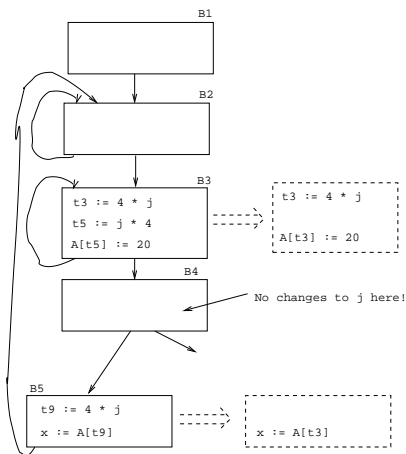 B1
B2
B3
t3 := 4 * j
t5 := j * 4
A[t5] := 20
t3 := 4 * j
A[t3] := 20
B4
No changes to j here!
B5
t9 := 4 * j
x := A[t9]
x := A[t3]